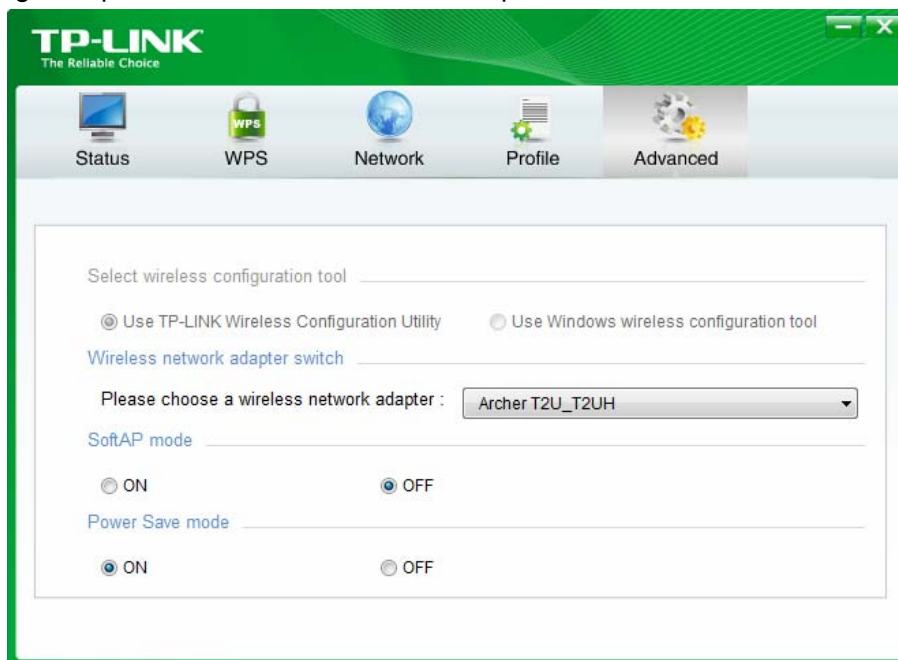 TP-LINK
The Reliable Choice
Status WPS Network Profile Advanced
WPS
Select wireless configuration tool
Use TP-LINK Wireless Configuration Utility Use Windows wireless configuration tool
Wireless network adapter switch
Please choose a wireless network adapter : Archer T2U_T2UH
SoftAP mode
ON OFF
Power Save mode
ON OFF